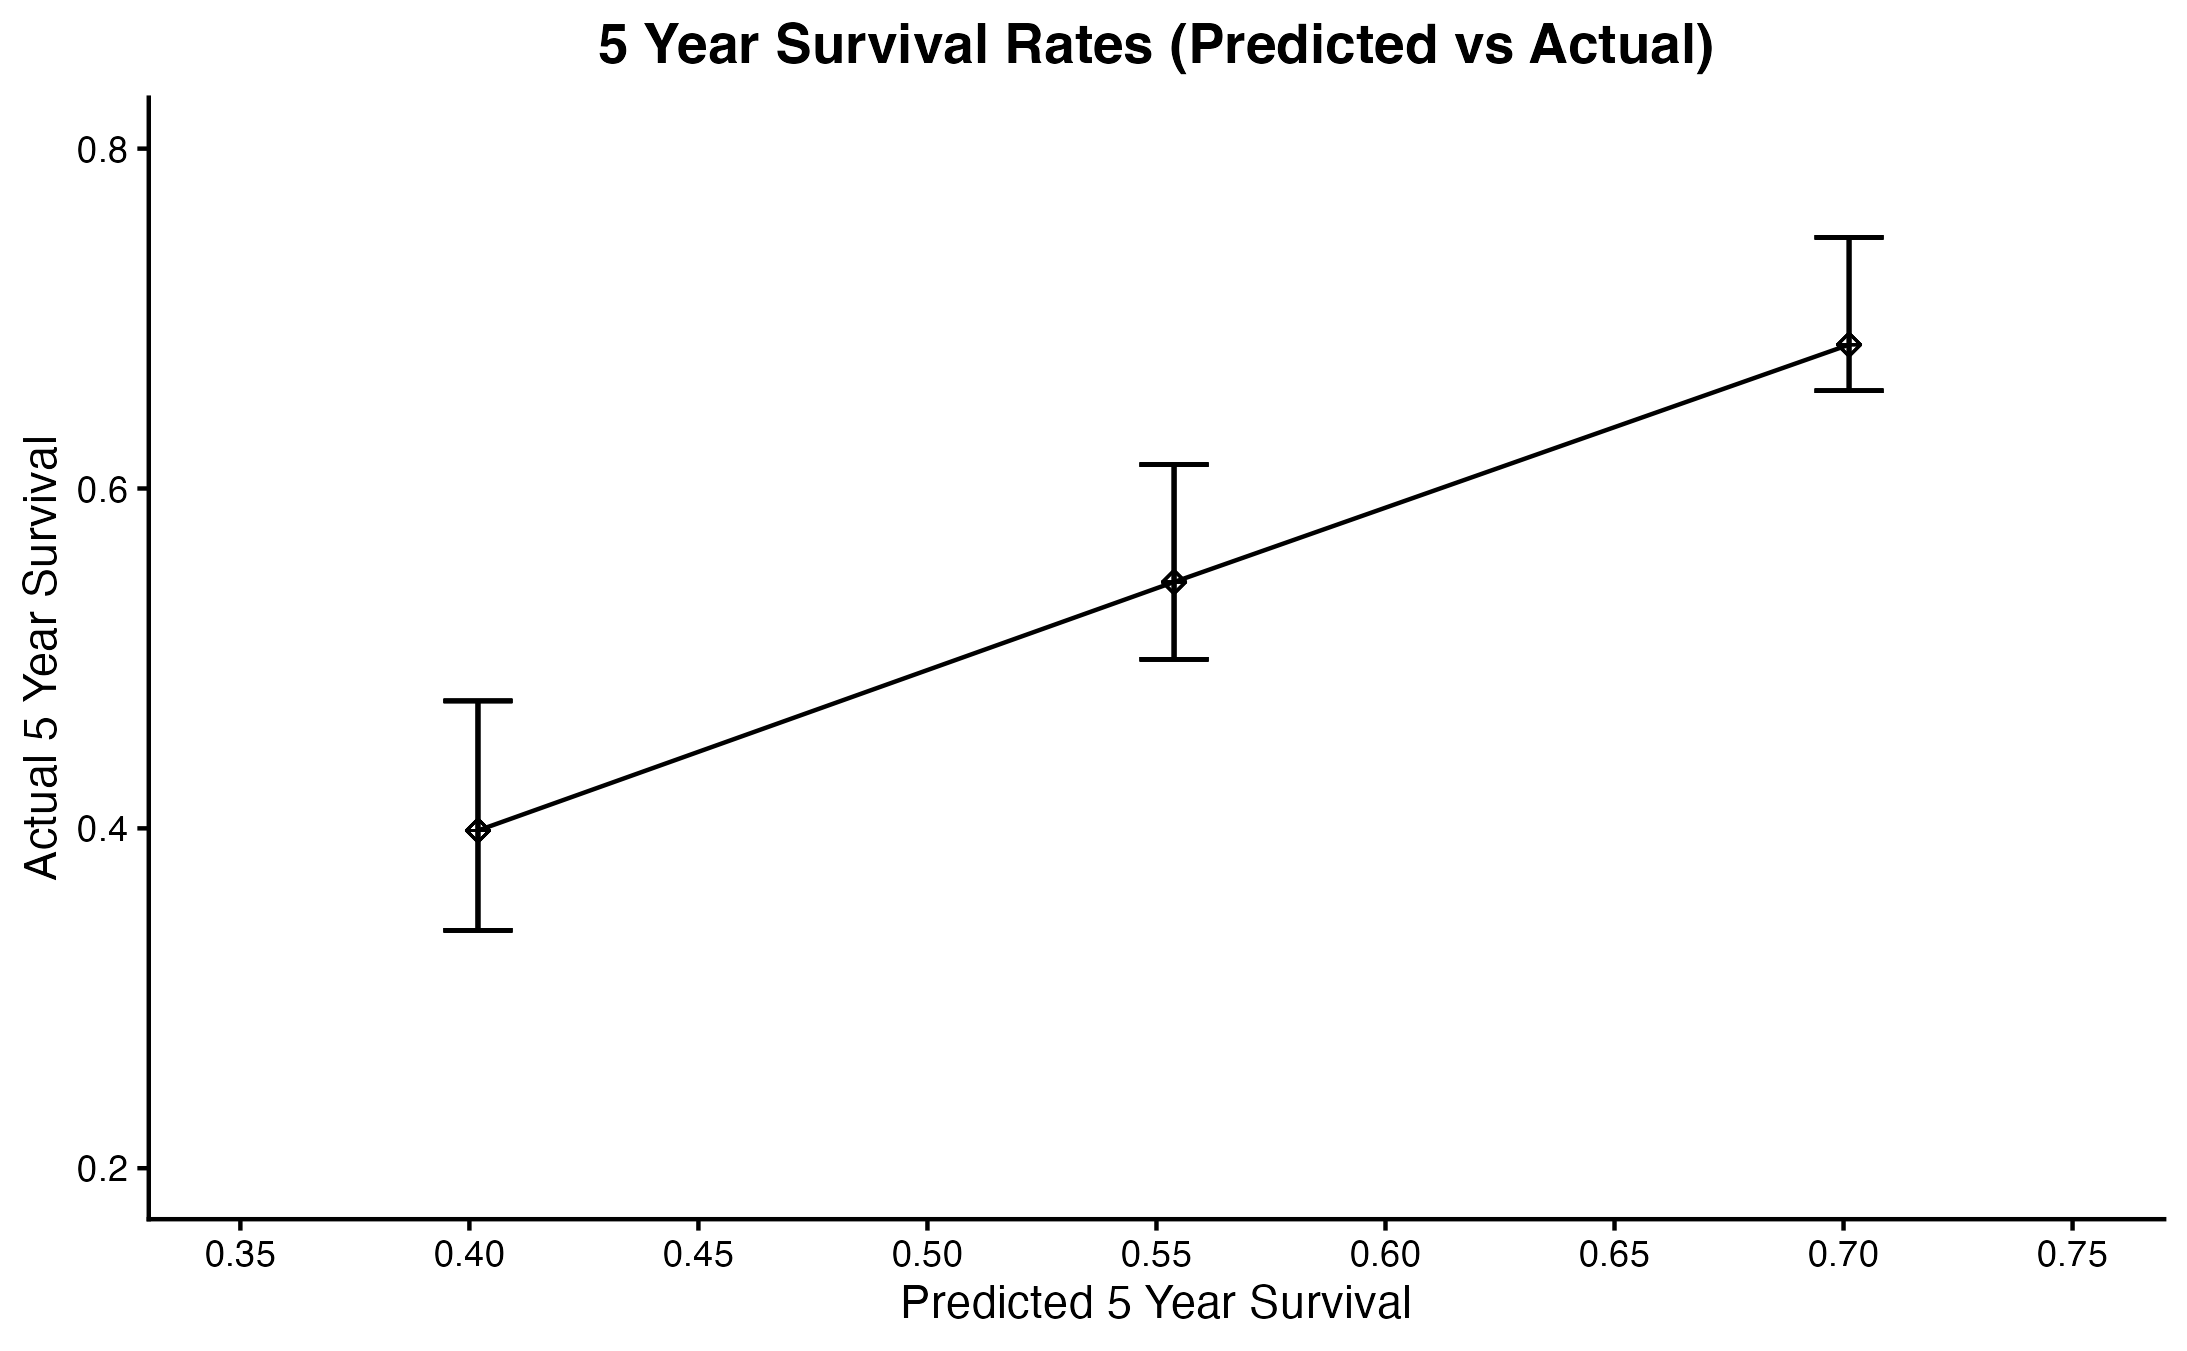 5 Year Survival Rates (Predicted vs Actual)
Actual 5 Year Survival
0.8
0.6
0.4
0.2
0.35 0.40 0.45 0.50 0.55 0.60 0.65 0.70 0.75
Predicted 5 Year Survival